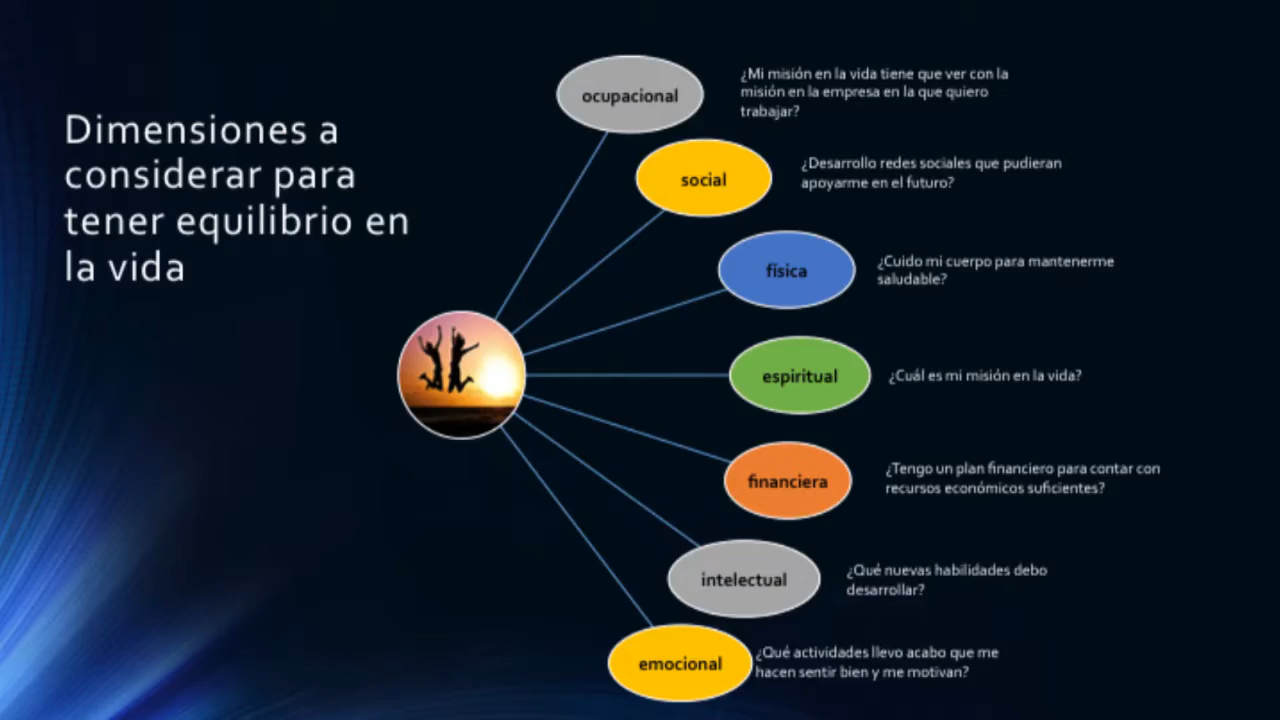 Dimensiones a
considerar para
tener equilibrio en
la vida
ocupacional
¿Mi misión en la vida tiene que ver con la
misión en la empresa en la que quiero
trabajar?
social
¿Desarrollo redes sociales que pudieran
apoyarme en el futuro?
física
¿Cuido mi cuerpo para mantenerme
saludable?
espiritual
¿Cuál es mi misión en la vida?
financiera
¿Tengo un plan financiero para contar con
recursos económicos suficientes?
intelectual
¿Qué nuevas habilidades debo
desarrollar?
emocional
¿Qué actividades llevo acabo que me
hacen sentir bien y me motivan?